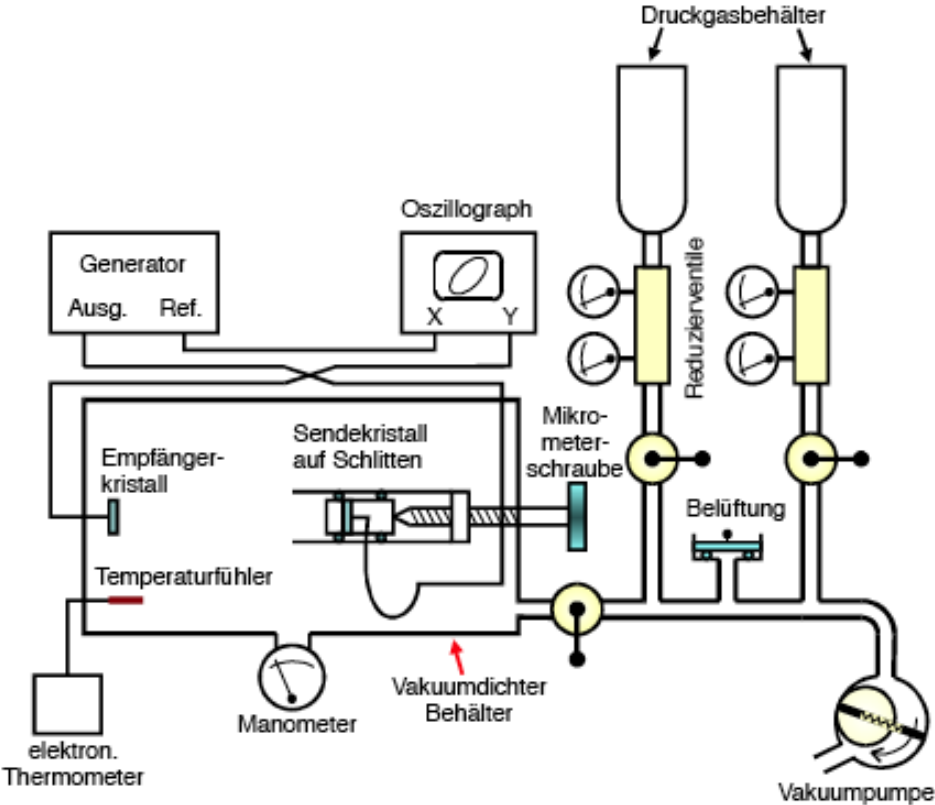 Druckgasbehälter
Oszillograph
Generator
Ausg. Ref.
X Y
Reduzierventile
Mikro-
meter-
schraube
Sendekristall
auf Schlitten
Empfänger-
kristall
Belüftung
Temperaturfühler
Vakuumdichter
Behälter
Manometer
elektron.
Thermometer
Vakuumpumpe